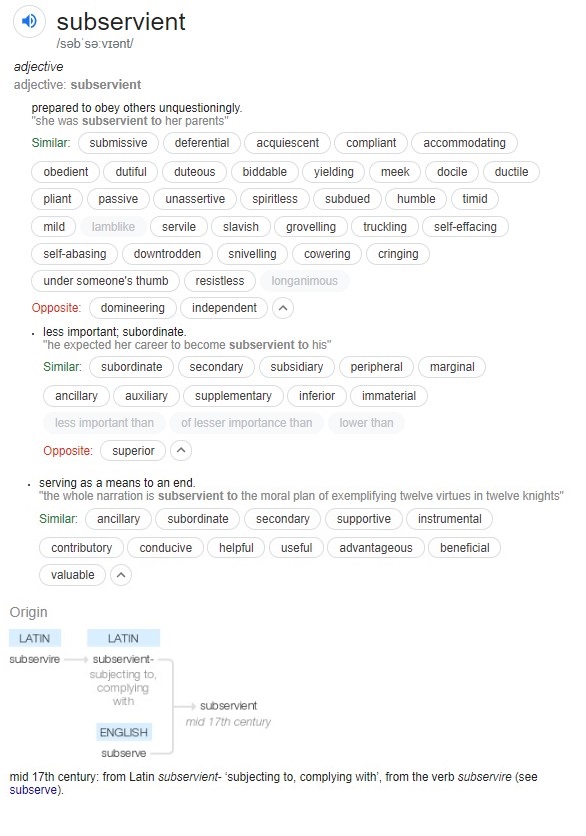 subservient
/səbˈsəːvɪənt/
adjective
adjective: subservient
prepared to obey others unquestioningly.
"she was subservient to her parents"
Similar: submissive deferential acquiescent compliant accommodating
obedient dutiful duteous biddable yielding meek docile ductile
pliant passive unassertive spiritless subdued humble timid
mild lamblike servile slavish grovelling truckling self-effacing
self-abasing downtrodden snivelling cowering cringing
under someone's thumb resistless longanimous
Opposite: domineering independent
• less important; subordinate.
"he expected her career to become subservient to his"
Similar: subordinate secondary subsidiary peripheral marginal
ancillary auxiliary supplementary inferior immaterial
less important than of lesser importance than lower than
Opposite: superior
• serving as a means to an end.
"the whole narration is subservient to the moral plan of exemplifying twelve virtues in twelve knights"
Similar: ancillary subordinate secondary supportive instrumental
contributory conducive helpful useful advantageous beneficial
valuable
Origin
LATIN LATIN
subservire subservient-
subjecting to,
complying
with
subservient
mid 17th century
ENGLISH
subserve
mid 17th century: from Latin subservient- ‘subjecting to, complying with’, from the verb subservire (see
subserve).